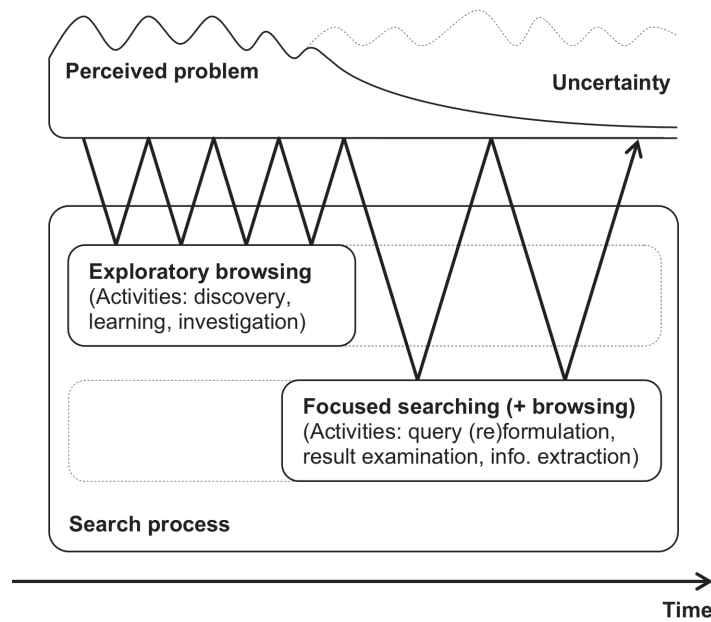 Perceived problem
Uncertainty
Exploratory browsing
(Activities: discovery,
learning, investigation)
Focused searching (+ browsing)
(Activities: query (re)formulation,
result examination, info. extraction)
Search process
Time